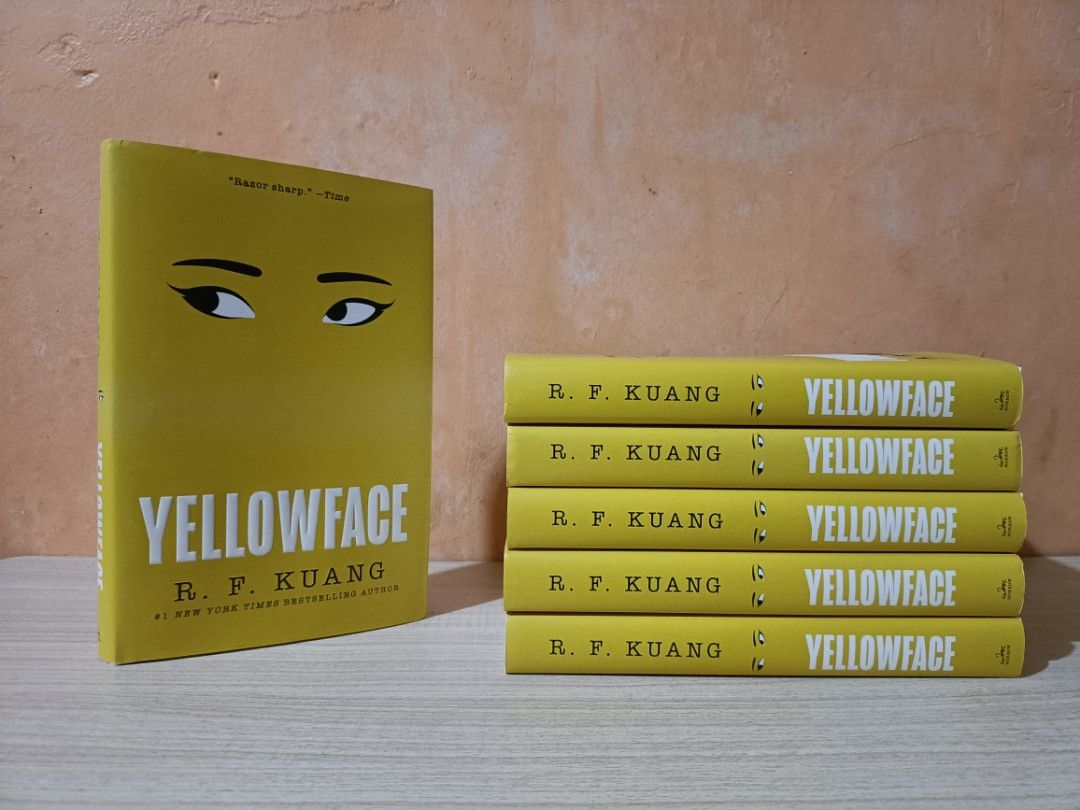 "Razor sharp." —Time
YELLOWFACE
R. F. KUANG
#1 NEW YORK TIMES BESTSELLING AUTHOR
YELLOWFACE
R. F. KUANG YELLOWFACE
R. F. KUANG YELLOWFACE
R. F. KUANG YELLOWFACE
R. F. KUANG YELLOWFACE
R. F. KUANG YELLOWFACE